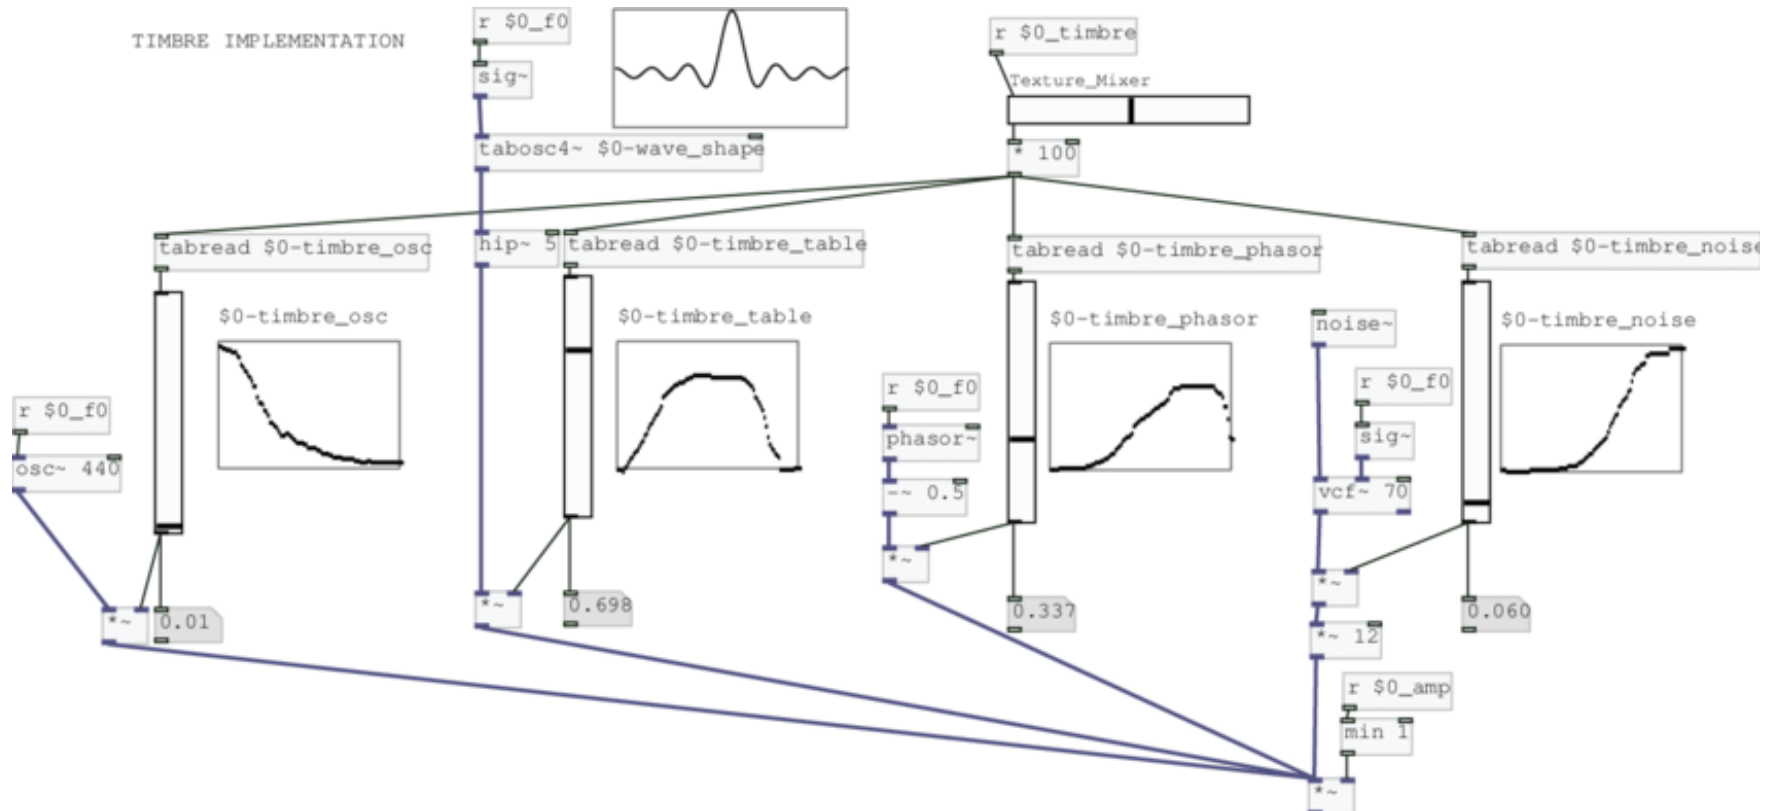 TIMBRE IMPLEMENTATION
r $0_f0
sig~
tabosc4~ $0-wave_shape
r $0_timbre
Texture_Mixer
* 100
tabread $0-timbre_osc
hip~ 5
tabread $0-timbre_table
tabread $0-timbre_phasor
tabread $0-timbre_noise
$0-timbre_osc
$0-timbre_table
$0-timbre_phasor
$0-timbre_noise
r $0_f0
osc~ 440
*~
0.01
*~
0.698
r $0_f0
phasor~
-~ 0.5
*~
0.337
noise~
r $0_f0
sig~
vcf~ 70
*~
0.060
*~ 12
r $0_amp
min 1
*~